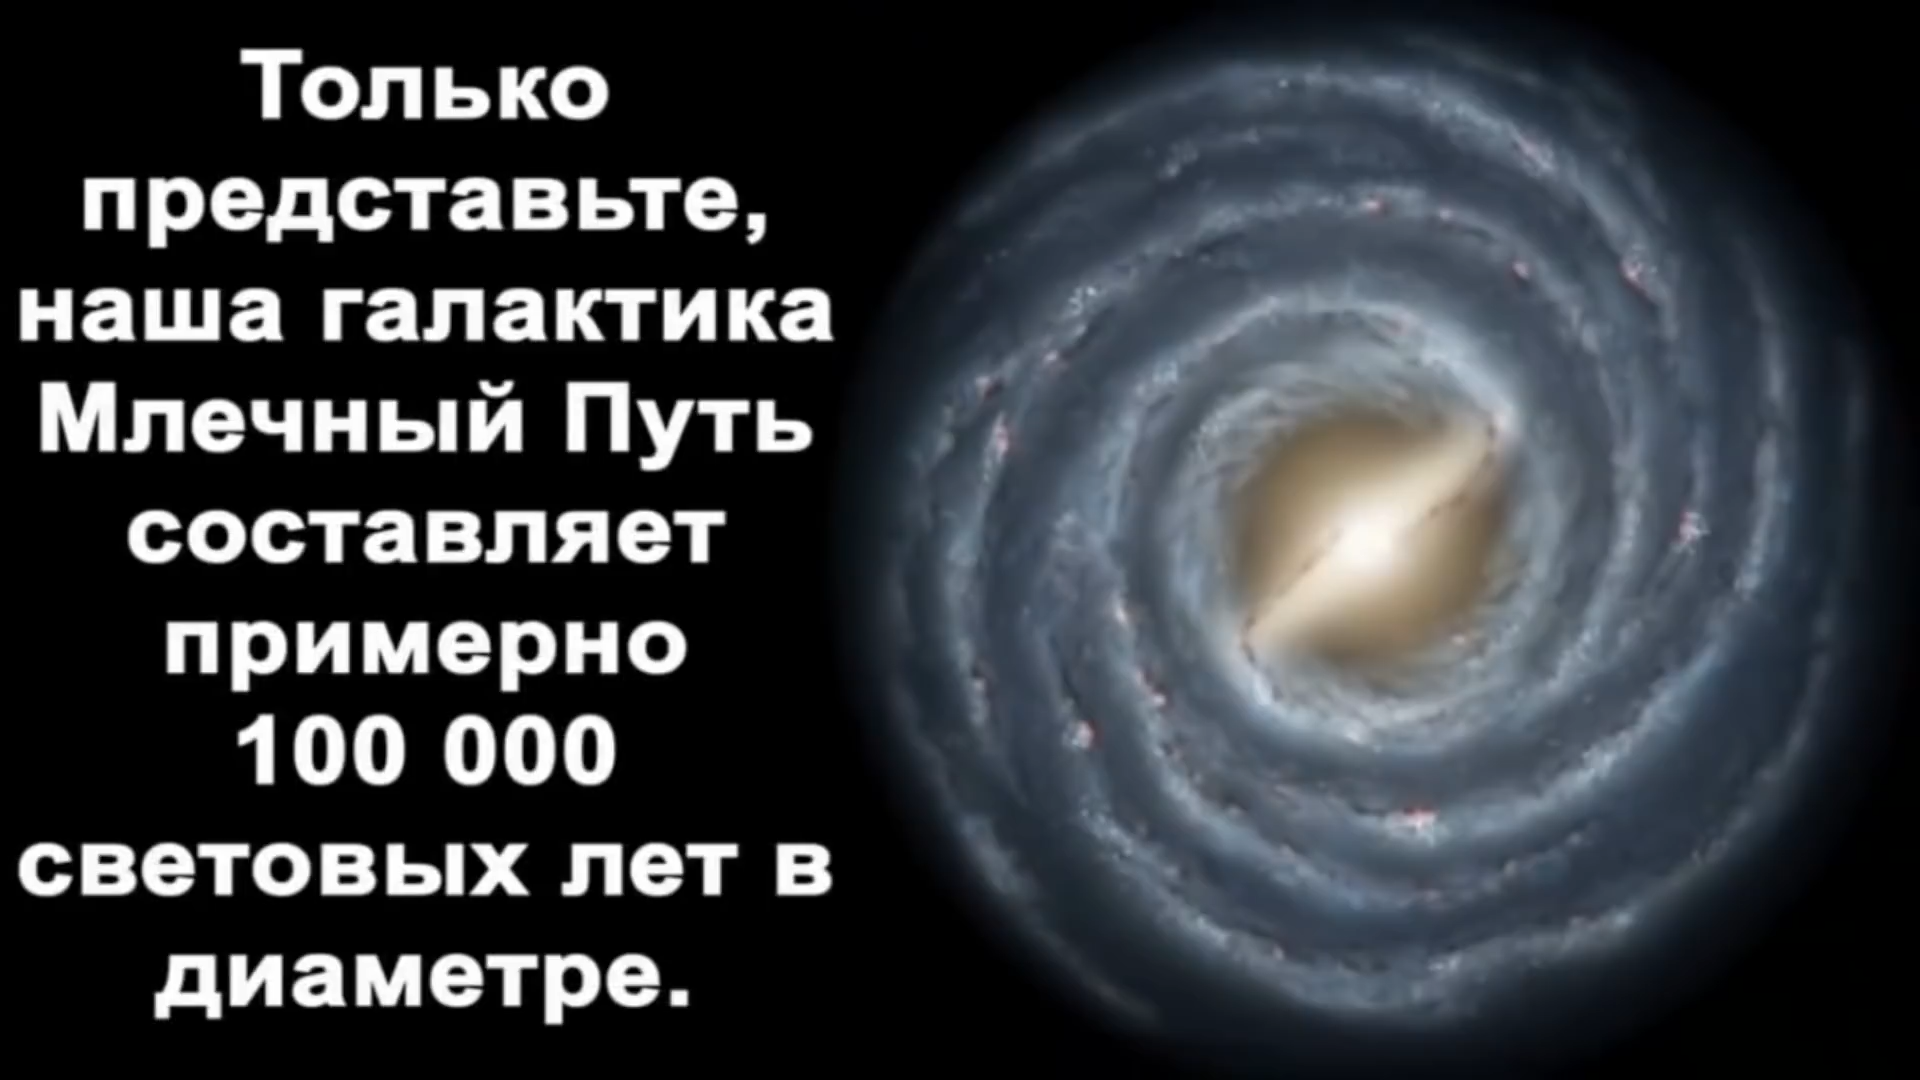 Только
представьте,
наша галактика
Млечный Путь
составляет
примерно
100 000
световых лет в
диаметре.